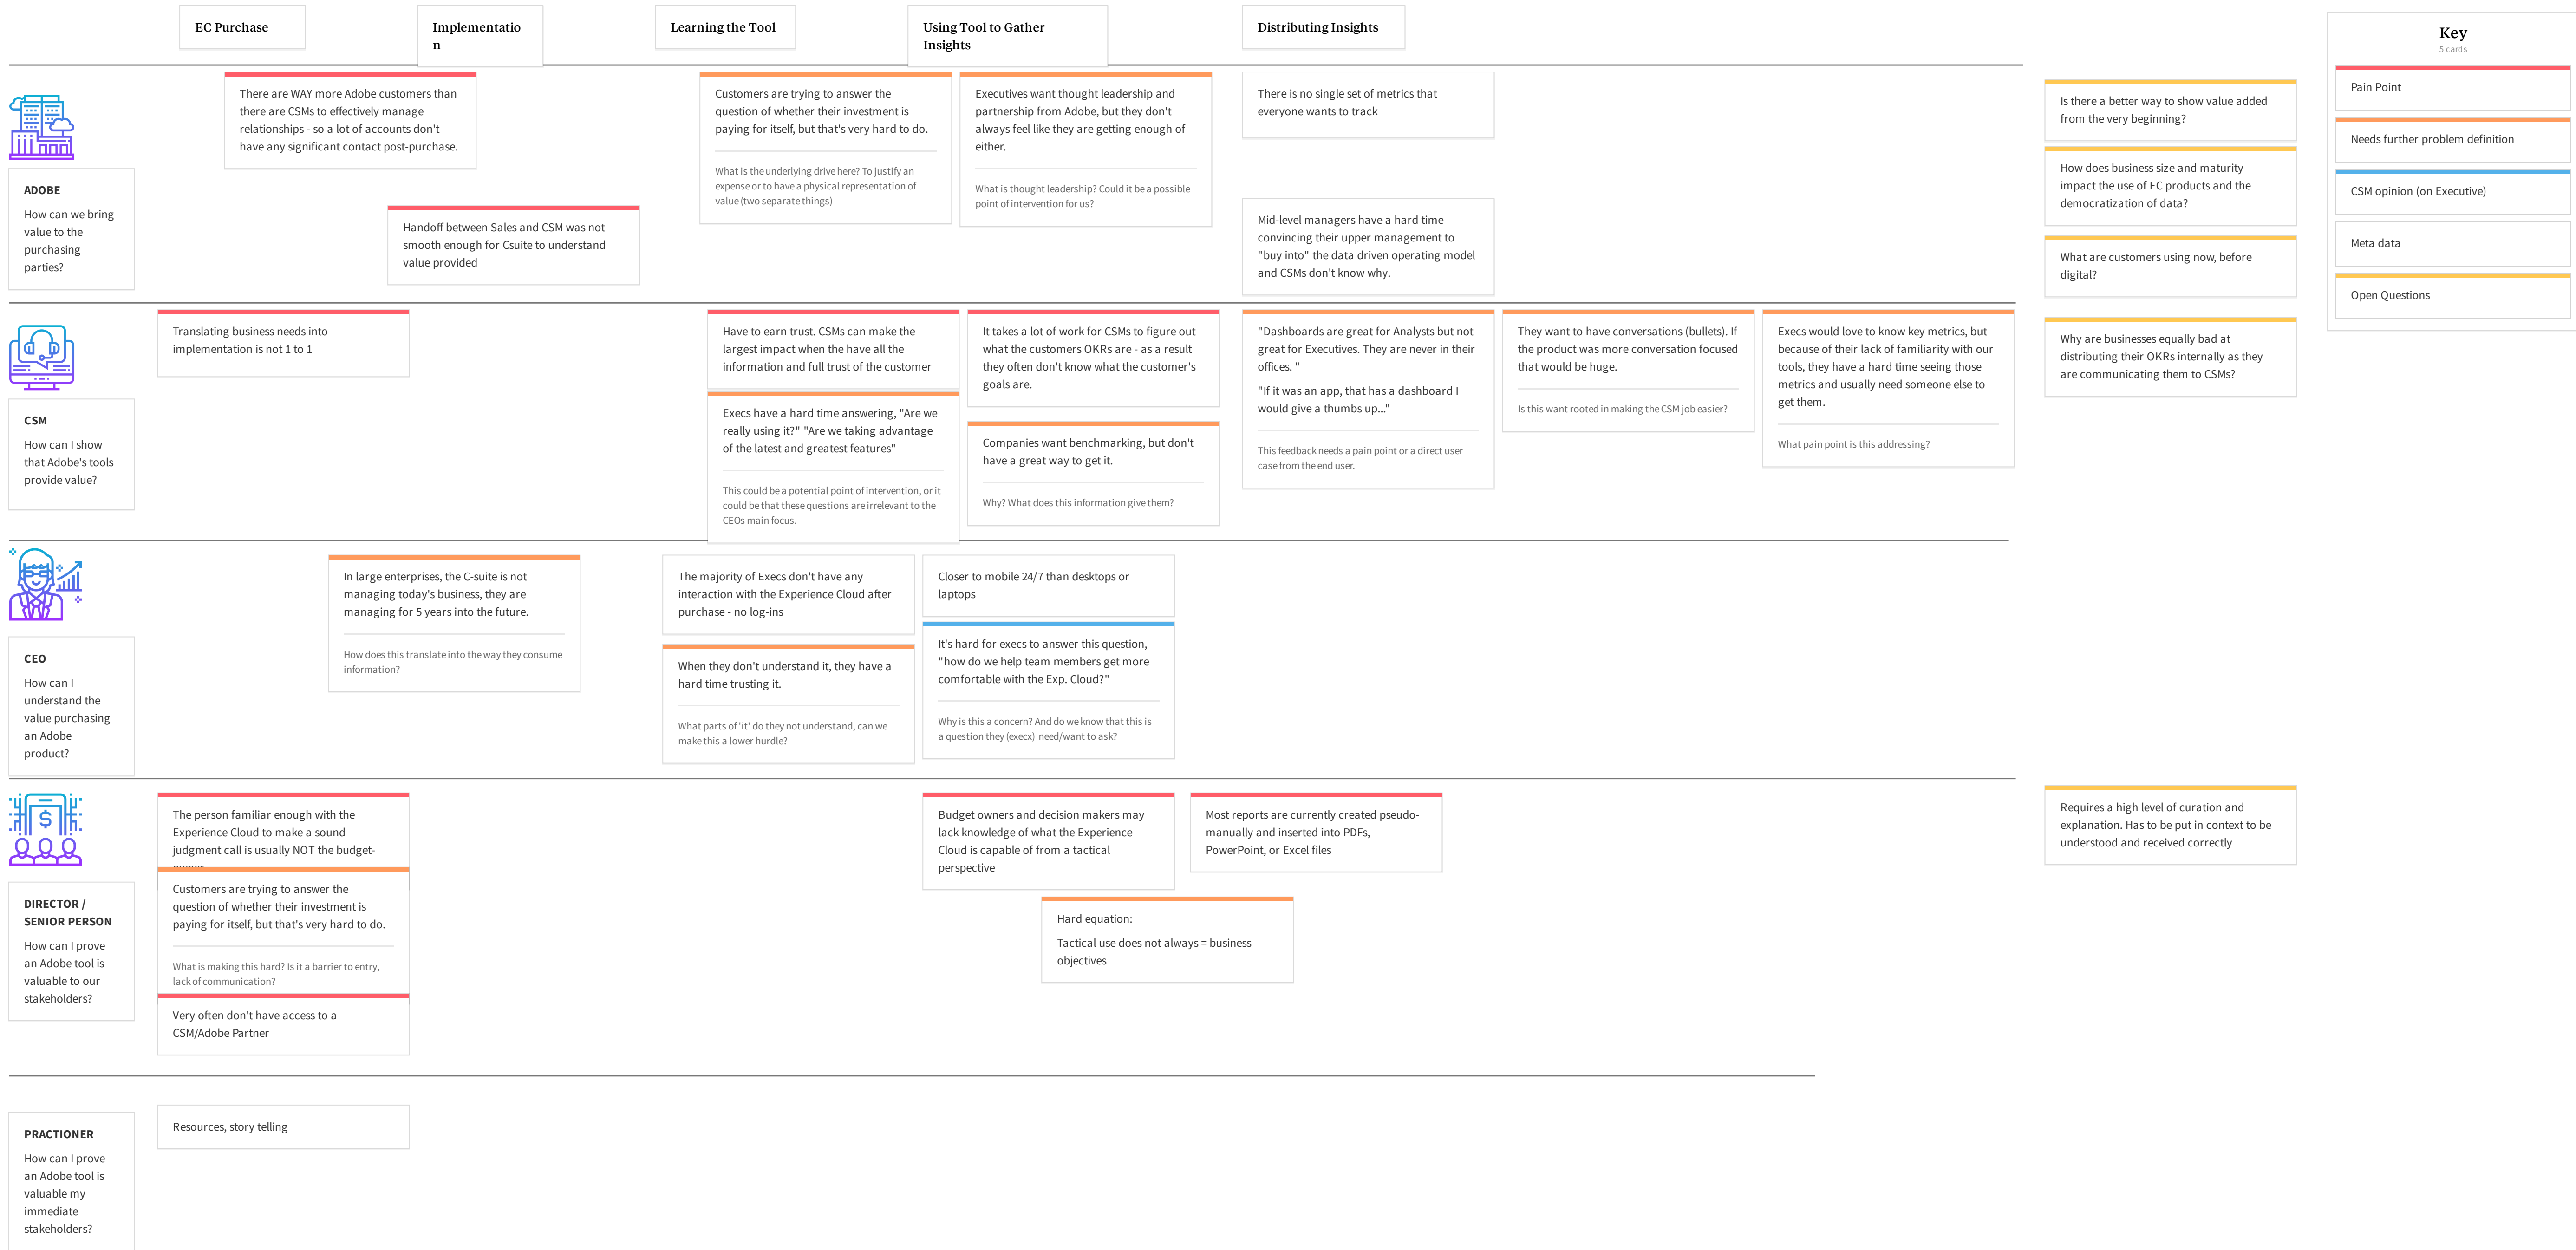 EC Purchase
Implementatio
n
Learning the Tool
Using Tool to Gather
Insights
Distributing Insights
Key
5 cards
Pain Point
Needs further problem definition
CSM opinion (on Executive)
Meta data
Open Questions
ADOBE
How can we bring
value to the
purchasing
parties?
There are WAY more Adobe customers than
there are CSMs to effectively manage
relationships - so a lot of accounts don't
have any significant contact post-purchase.
Handoff between Sales and CSM was not
smooth enough for Csuite to understand
value provided
Customers are trying to answer the
question of whether their investment is
paying for itself, but that's very hard to do.
What is the underlying drive here? To justify an
expense or to have a physical representation of
value (two separate things)
Executives want thought leadership and
partnership from Adobe, but they don't
always feel like they are getting enough of
either.
What is thought leadership? Could it be a possible
point of intervention for us?
There is no single set of metrics that
everyone wants to track
Mid-level managers have a hard time
convincing their upper management to
"buy into" the data driven operating model
and CSMs don't know why.
Is there a better way to show value added
from the very beginning?
How does business size and maturity
impact the use of EC products and the
democratization of data?
What are customers using now, before
digital?
CSM
How can I show
that Adobe's tools
provide value?
Translating business needs into
implementation is not 1 to 1
Have to earn trust. CSMs can make the
largest impact when the have all the
information and full trust of the customer
Execs have a hard time answering, "Are we
really using it?" "Are we taking advantage
of the latest and greatest features"
This could be a potential point of intervention, or it
could be that these questions are irrelevant to the
CEOs main focus.
It takes a lot of work for CSMs to figure out
what the customers OKRs are - as a result
they often don't know what the customer's
goals are.
Companies want benchmarking, but don't
have a great way to get it.
Why? What does this information give them?
"Dashboards are great for Analysts but not
great for Executives. They are never in their
offices. "
"If it was an app, that has a dashboard I
would give a thumbs up..."
This feedback needs a pain point or a direct user
case from the end user.
They want to have conversations (bullets). If
the product was more conversation focused
that would be huge.
Is this want rooted in making the CSM job easier?
Execs would love to know key metrics, but
because of their lack of familiarity with our
tools, they have a hard time seeing those
metrics and usually need someone else to
get them.
What pain point is this addressing?
Why are businesses equally bad at
distributing their OKRs internally as they
are communicating them to CSMs?
CEO
How can I
understand the
value purchasing
an Adobe
product?
In large enterprises, the C-suite is not
managing today's business, they are
managing for 5 years into the future.
How does this translate into the way they consume
information?
The majority of Execs don't have any
interaction with the Experience Cloud after
purchase - no log-ins
When they don't understand it, they have a
hard time trusting it.
What parts of 'it' do they not understand, can we
make this a lower hurdle?
Closer to mobile 24/7 than desktops or
laptops
It's hard for execs to answer this question,
"how do we help team members get more
comfortable with the Exp. Cloud?"
Why is this a concern? And do we know that this is
a question they (execx) need/want to ask?
DIRECTOR /
SENIOR PERSON
How can I prove
an Adobe tool is
valuable to our
stakeholders?
The person familiar enough with the
Experience Cloud to make a sound
judgment call is usually NOT the budget-
owner
Customers are trying to answer the
question of whether their investment is
paying for itself, but that's very hard to do.
What is making this hard? Is it a barrier to entry,
lack of communication?
Very often don't have access to a
CSM/Adobe Partner
Budget owners and decision makers may
lack knowledge of what the Experience
Cloud is capable of from a tactical
perspective
Most reports are currently created pseudo-
manually and inserted into PDFs,
PowerPoint, or Excel files
Hard equation:
Tactical use does not always = business
objectives
Requires a high level of curation and
explanation. Has to be put in context to be
understood and received correctly
PRACTIONER
How can I prove
an Adobe tool is
valuable my
immediate
stakeholders?
Resources, story telling